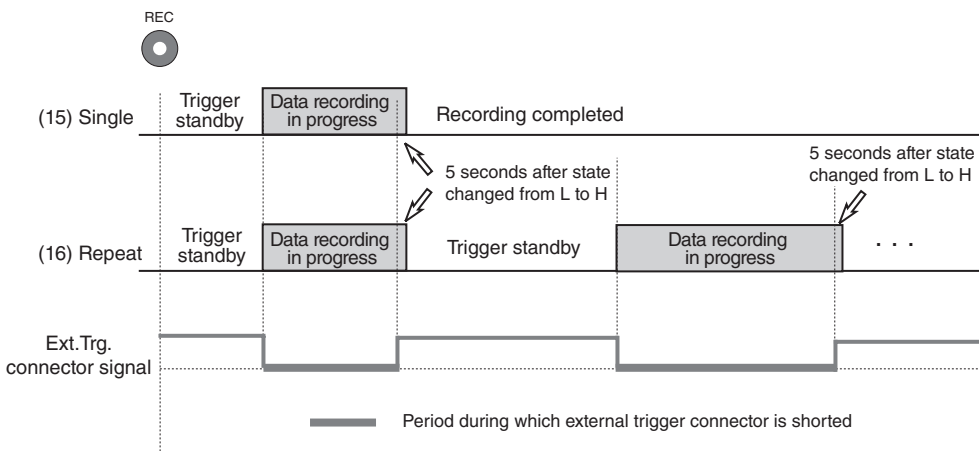 REC
(15) Single
Trigger
standby
Data recording
in progress
Recording completed
5 seconds after state
changed from L to H
5 seconds after state
changed from L to H
(16) Repeat
Trigger
standby
Data recording
in progress
Trigger standby
Data recording
in progress
. . .
Ext.Trg.
connector signal
Period during which external trigger connector is shorted